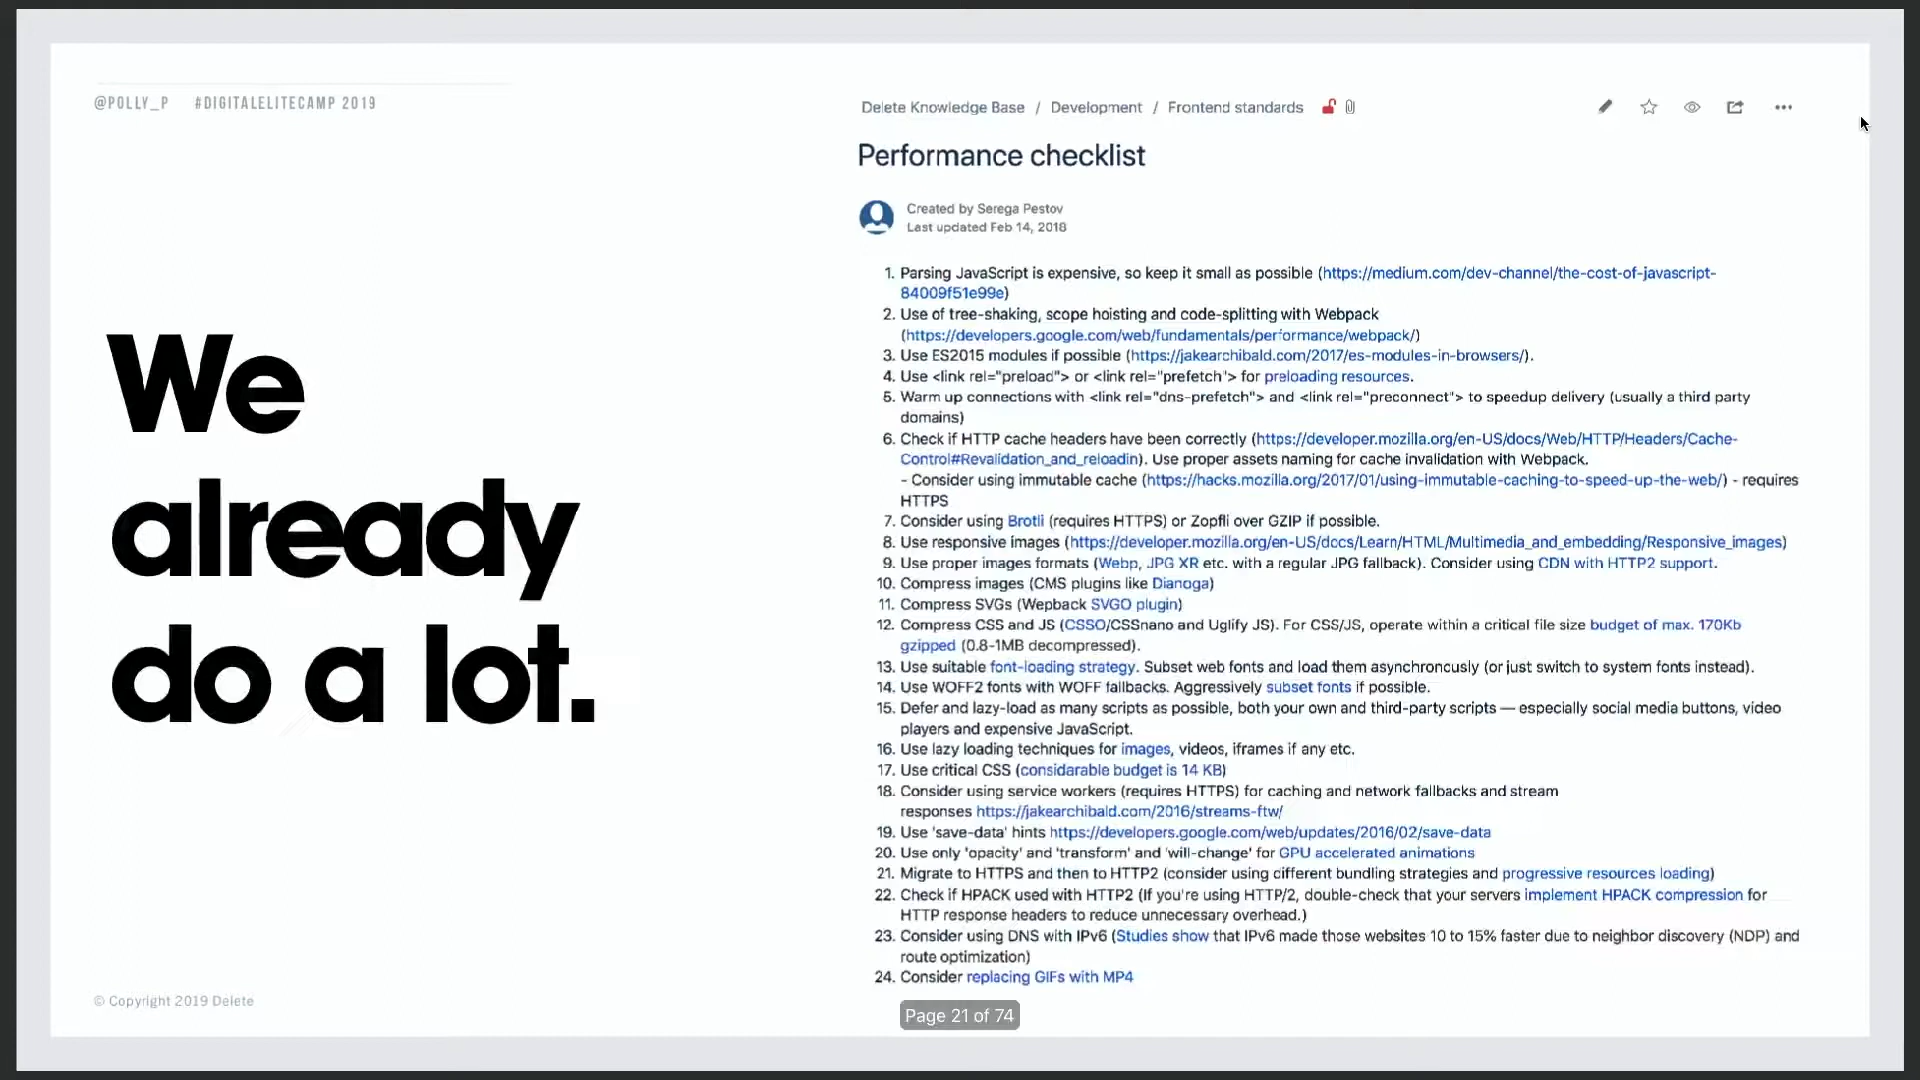 @POLLY_P #DIGITALELITECAMP 2019
We
already
do a lot.
© Copyright 2019 Delete
Delete Knowledge Base / Development / Frontend standards
Performance checklist
Created by Serega Pestov
Last updated Feb 14, 2018
1. Parsing JavaScript is expensive, so keep it small as possible (https://medium.com/dev-channel/the-cost-of-javascript-
84009f51e99e)
2. Use of tree-shaking, scope hoisting and code-splitting with Webpack
(https://developers.google.com/web/fundamentals/performance/webpack/)
3. Use ES2015 modules if possible (https://jakearchibald.com/2017/es-modules-in-browsers/).
4. Use <link rel="preload"> or <link rel="prefetch"> for preloading resources.
5. Warm up connections with <link rel="dns-prefetch"> and <link rel="preconnect"> to speedup delivery (usually a third party
domains)
6. Check if HTTP cache headers have been correctly (https://developer.mozilla.org/en-US/docs/Web/HTTP/Headers/Cache-
Control#Revalidation_and_reloadin). Use proper assets naming for cache invalidation with Webpack.
- Consider using immutable cache (https://hacks.mozilla.org/2017/01/using-immutable-caching-to-speed-up-the-web/) - requires
HTTPS
7. Consider using Brotli (requires HTTPS) or Zopfli over GZIP if possible.
8. Use responsive images (https://developer.mozilla.org/en-US/docs/Learn/HTML/Multimedia_and_embedding/Responsive_images)
9. Use proper images formats (Webp, JPG XR etc. with a regular JPG fallback). Consider using CDN with HTTP2 support.
10. Compress images (CMS plugins like Dianoga)
11. Compress SVGs (Wepback SVGO plugin)
12. Compress CSS and JS (CSSO/CSSnano and Uglify JS). For CSS/JS, operate within a critical file size budget of max. 170Kb
gzipped (0.8-1MB decompressed).
13. Use suitable font-loading strategy. Subset web fonts and load them asynchroncusly (or just switch to system fonts instead).
14. Use WOFF2 fonts with WOFF fallbacks. Aggressively subset fonts if possible.
15. Defer and lazy-load as many scripts as possible, both your own and third-party scripts — especially social media buttons, video
players and expensive JavaScript.
16. Use lazy loading techniques for images, videos, iframes if any etc.
17. Use critical CSS (considarable budget is 14 KB)
18. Consider using service workers (requires HTTPS) for caching and network fallbacks and stream
responses https://jakearchibald.com/2016/streams-ftw/
19. Use 'save-data' hints https://developers.google.com/web/updates/2016/02/save-data
20. Use only 'opacity' and 'transform' and 'will-change' for GPU accelerated animations
21. Migrate to HTTPS and then to HTTP2 (consider using different bundling strategies and progressive resources loading)
22. Check if HPACK used with HTTP2 (If you're using HTTP/2, double-check that your servers implement HPACK compression for
HTTP response headers to reduce unnecessary overhead.)
23. Consider using DNS with IPv6 (Studies show that IPv6 made those websites 10 to 15% faster due to neighbor discovery (NDP) and
route optimization)
24. Consider replacing GIFs with MP4
Page 21 of 74